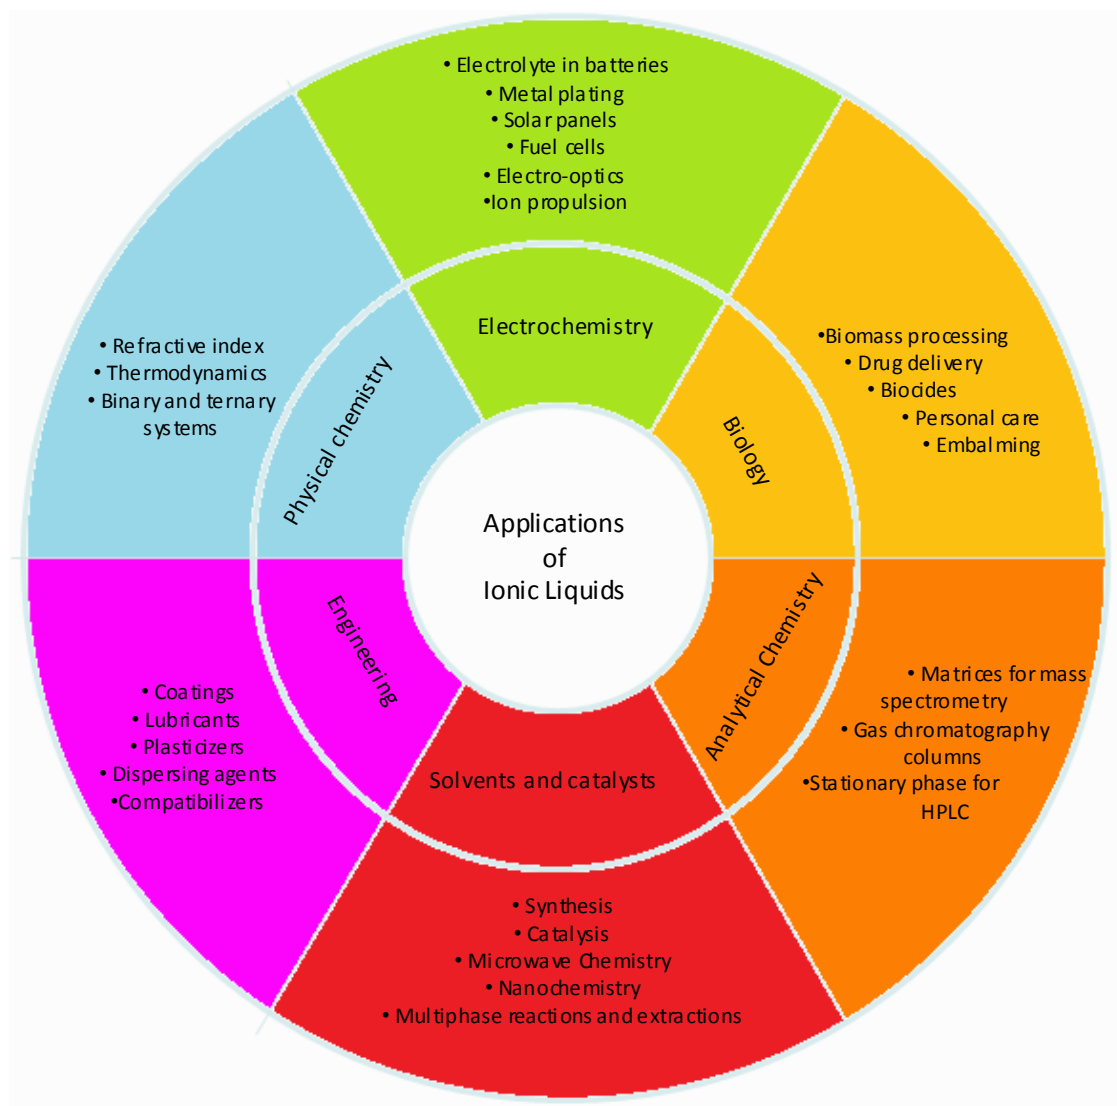 • Electrolyte in batteries
• Metal plating
• Solar panels
• Fuel cells
• Electro-optics
•Ion propulsion
Electrochemistry
•Biomass processing
• Drug delivery
• Biocides
• Personal care
• Embalming
Biology
• Matrices for mass
spectrometry
• Gas chromatography
columns
•Stationary phase for
HPLC
Analytical Chemistry
Solvents and catalysts
• Synthesis
• Catalysis
• Microwave Chemistry
• Nanochemistry
• Multiphase reactions and extractions
Engineering
• Coatings
• Lubricants
• Plasticizers
• Dispersing agents
•Compatibilizers
Physical chemistry
• Refractive index
• Thermodynamics
• Binary and ternary
systems
Applications
of
Ionic Liquids